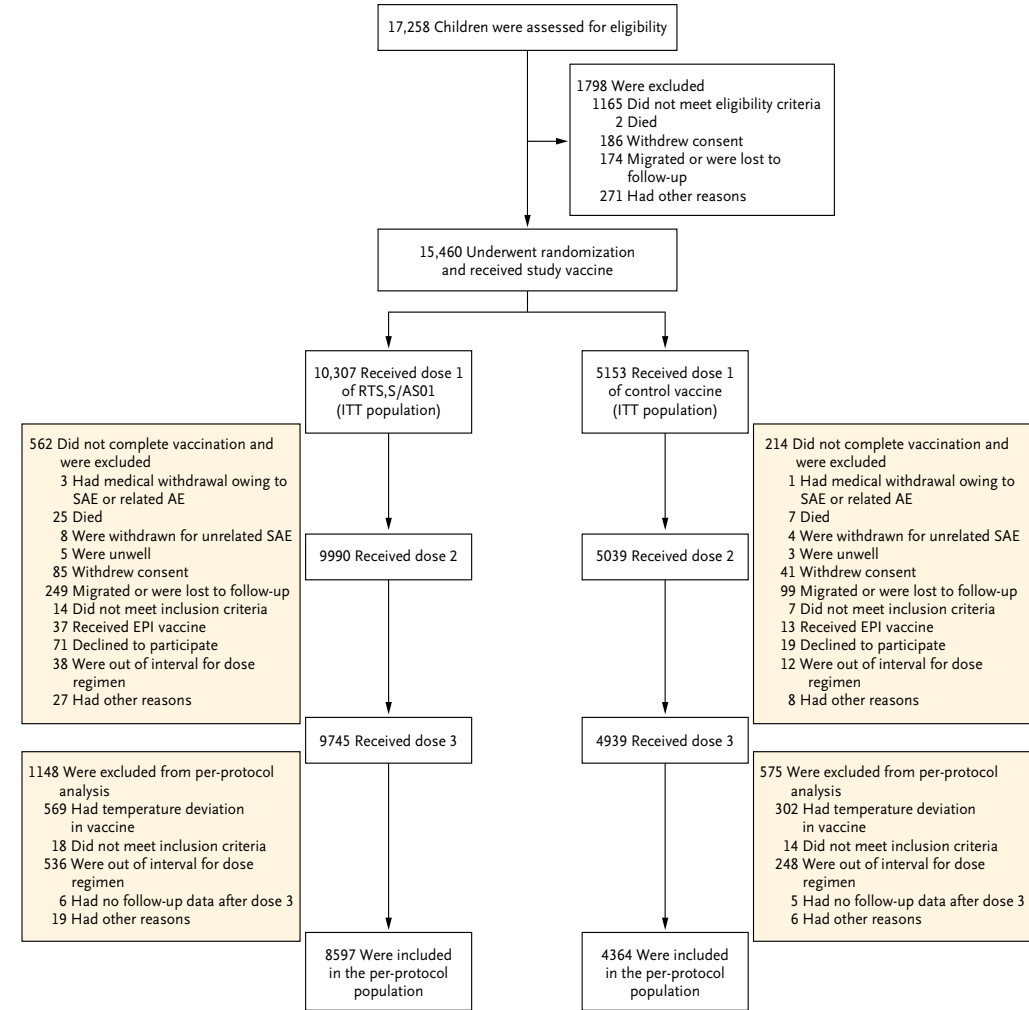 17,258 Children were assessed for eligibility
1798 Were excluded
1165 Did not meet eligibility criteria
2 Died
186 Withdrew consent
174 Migrated or were lost to
follow-up
271 Had other reasons
15,460 Underwent randomization
and received study vaccine
10,307 Received dose 1
of RTS,S/AS01
(ITT population)
5153 Received dose 1
of control vaccine
(ITT population)
562 Did not complete vaccination and
were excluded
3 Had medical withdrawal owing to
SAE or related AE
25 Died
8 Were withdrawn for unrelated SAE
5 Were unwell
85 Withdrew consent
249 Migrated or were lost to follow-up
14 Did not meet inclusion criteria
37 Received EPI vaccine
71 Declined to participate
38 Were out of interval for dose
regimen
27 Had other reasons
214 Did not complete vaccination and
were excluded
1 Had medical withdrawal owing to
SAE or related AE
7 Died
4 Were withdrawn for unrelated SAE
3 Were unwell
41 Withdrew consent
99 Migrated or were lost to follow-up
7 Did not meet inclusion criteria
13 Received EPI vaccine
19 Declined to participate
12 Were out of interval for dose
regimen
8 Had other reasons
9990 Received dose 2
5039 Received dose 2
9745 Received dose 3
4939 Received dose 3
1148 Were excluded from per-protocol
analysis
569 Had temperature deviation
in vaccine
18 Did not meet inclusion criteria
536 Were out of interval for dose
regimen
6 Had no follow-up data after dose 3
19 Had other reasons
575 Were excluded from per-protocol
analysis
302 Had temperature deviation
in vaccine
14 Did not meet inclusion criteria
248 Were out of interval for dose
regimen
5 Had no follow-up data after dose 3
6 Had other reasons
8597 Were included
in the per-protocol
population
4364 Were included
in the per-protocol
population